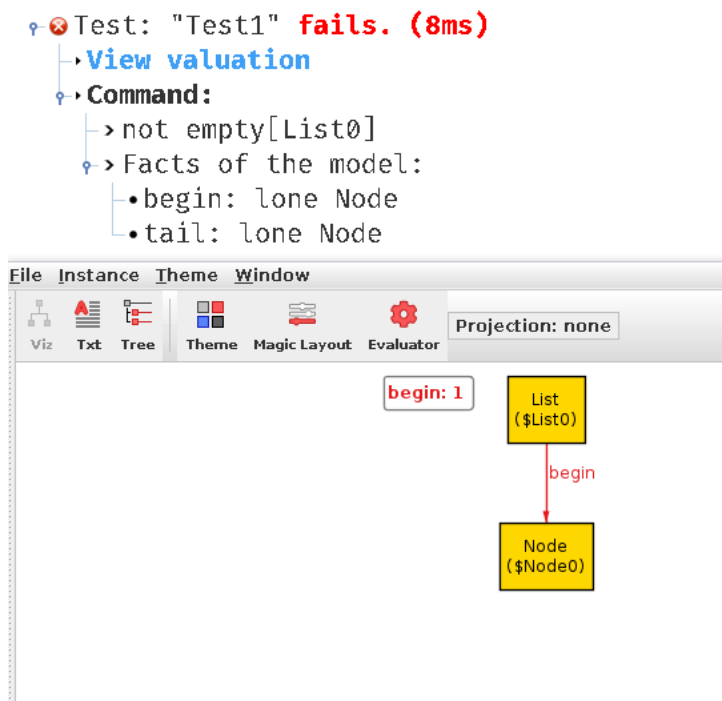 Test: "Test1" fails. (8ms)
View valuation
Command:
not empty[List0]
Facts of the model:
begin: lone Node
tail: lone Node
File Instance Theme Window
Viz Txt Tree Theme Magic Layout Evaluator Projection: none
begin: 1
List
($List0)
begin
Node
($Node0)